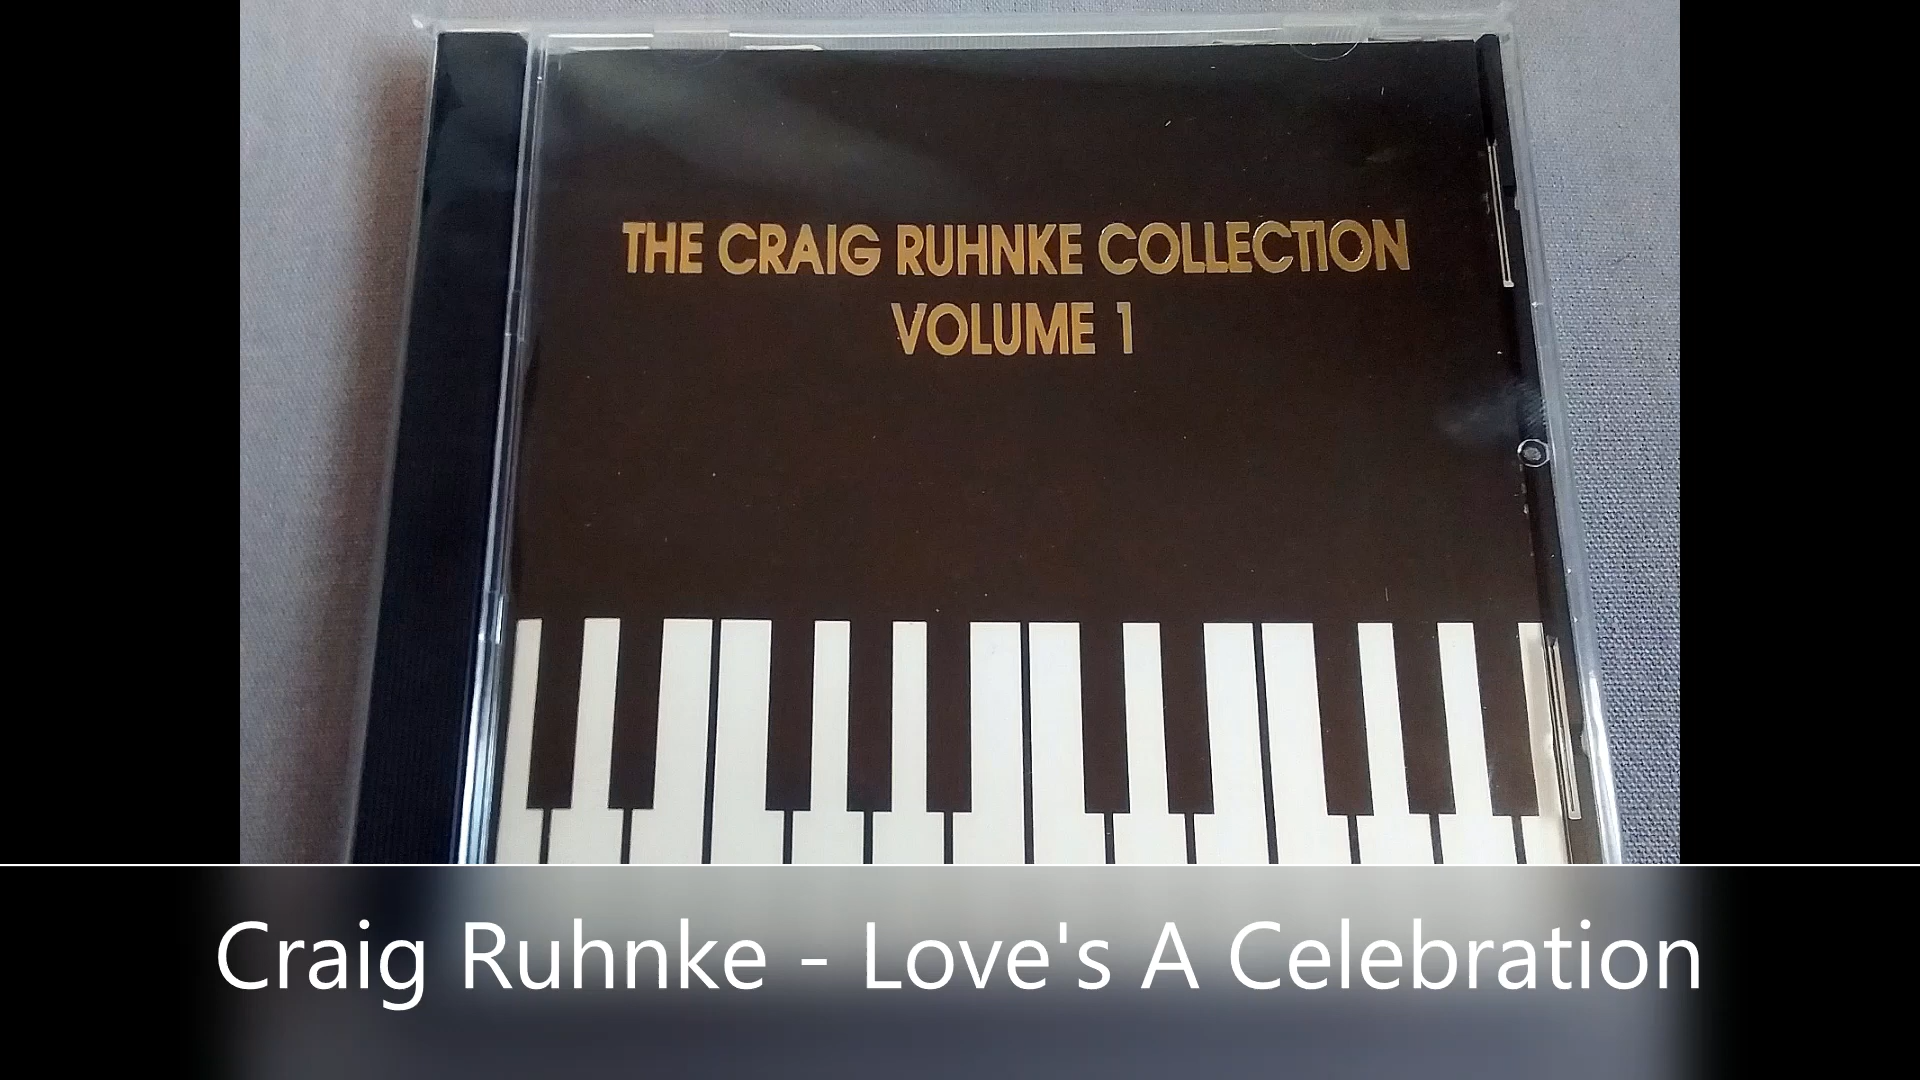 THE CRAIG RUHNKE COLLECTION
VOLUME 1
Craig Ruhnke - Love's A Celebration